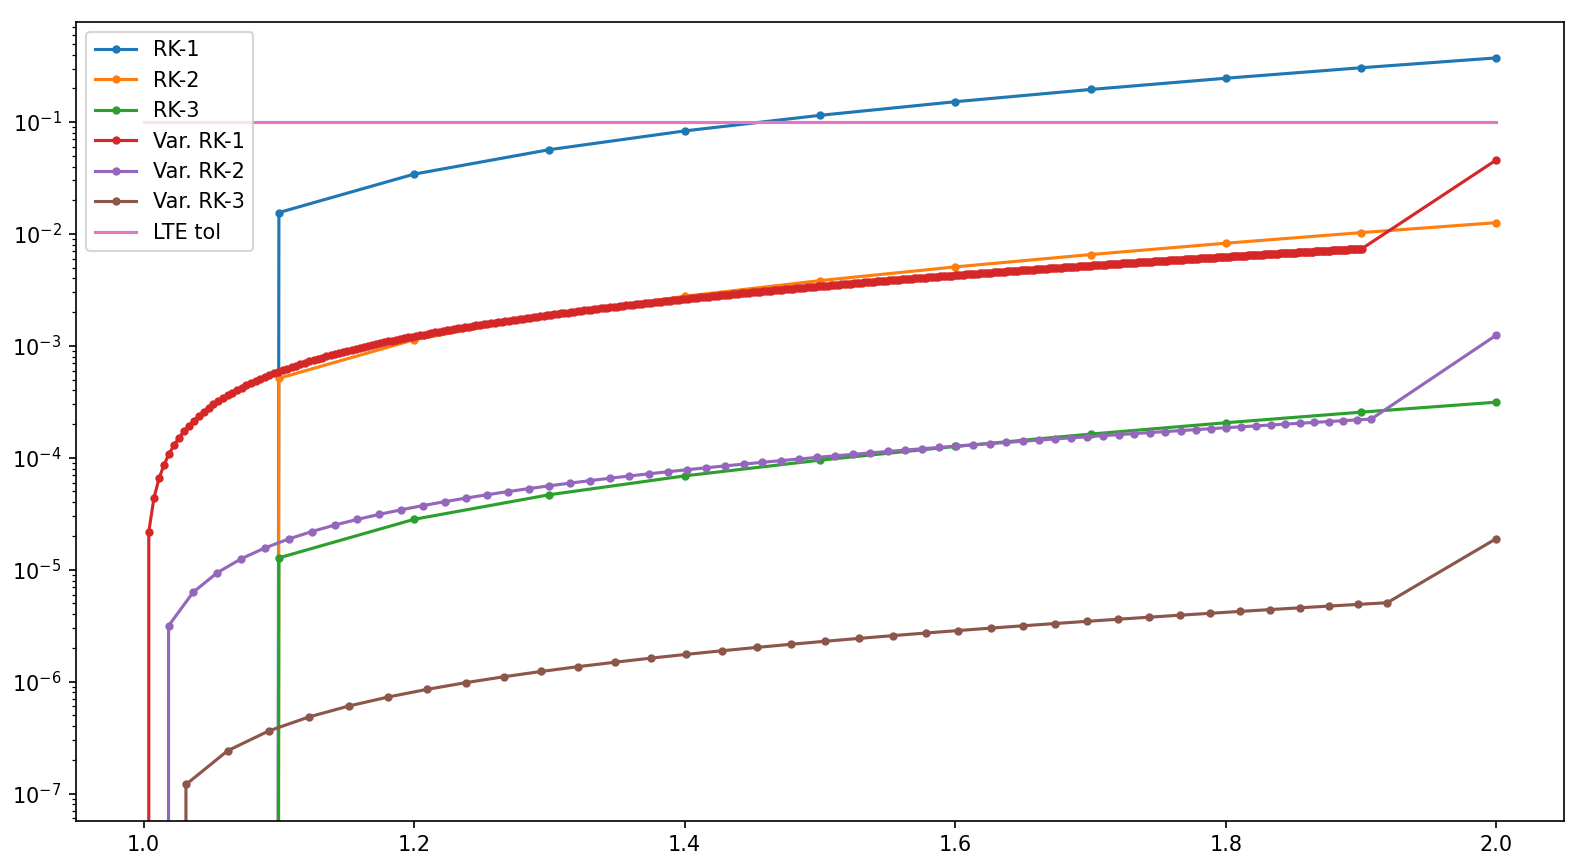 RK-1
RK-2
RK-3
Var. RK-1
Var. RK-2
Var. RK-3
LTE tol
10⁻¹
10⁻²
10⁻³
10⁻⁴
10⁻⁵
10⁻⁶
10⁻⁷
1.0 1.2 1.4 1.6 1.8 2.0